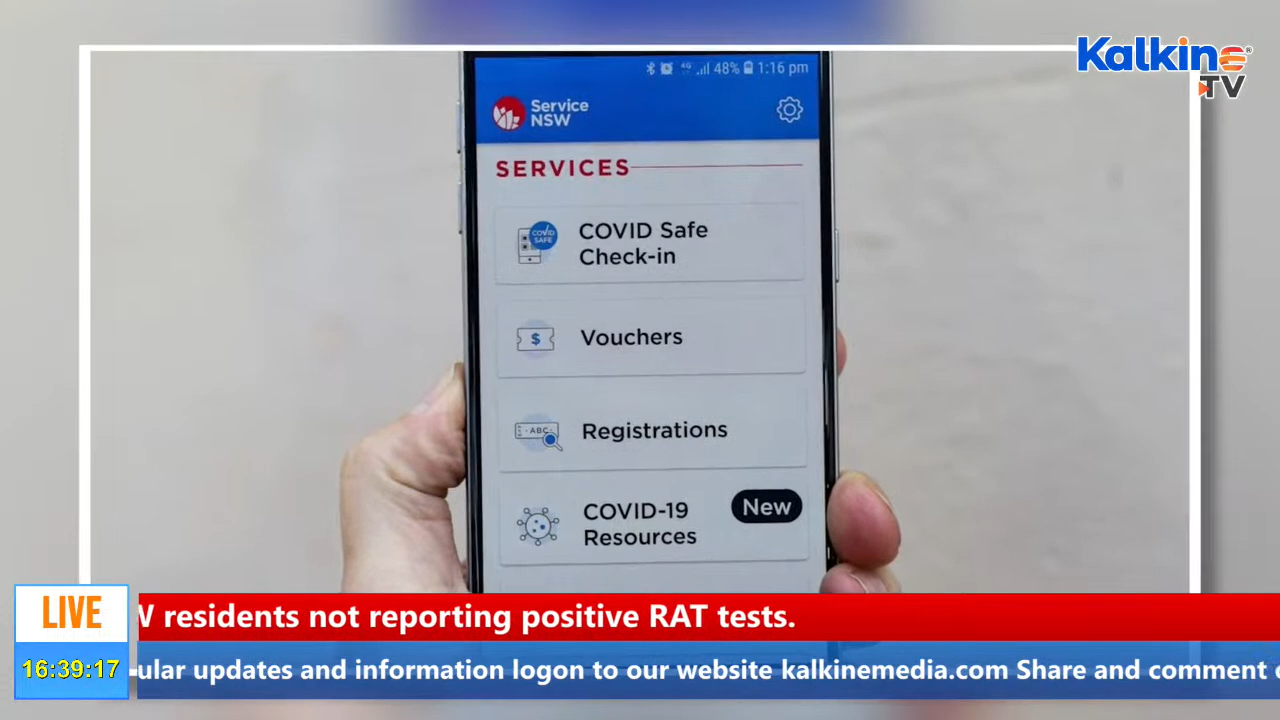 Kalkine®
TV
4G 48% 1:16 pm
Service
NSW
SERVICES
COVID
SAFE
COVID Safe
Check-in
$
Vouchers
ABC
Registrations
COVID-19
Resources
New
LIVE
residents not reporting positive RAT tests.
16:39:17
updates and information logon to our website kalkinemedia.com Share and comment